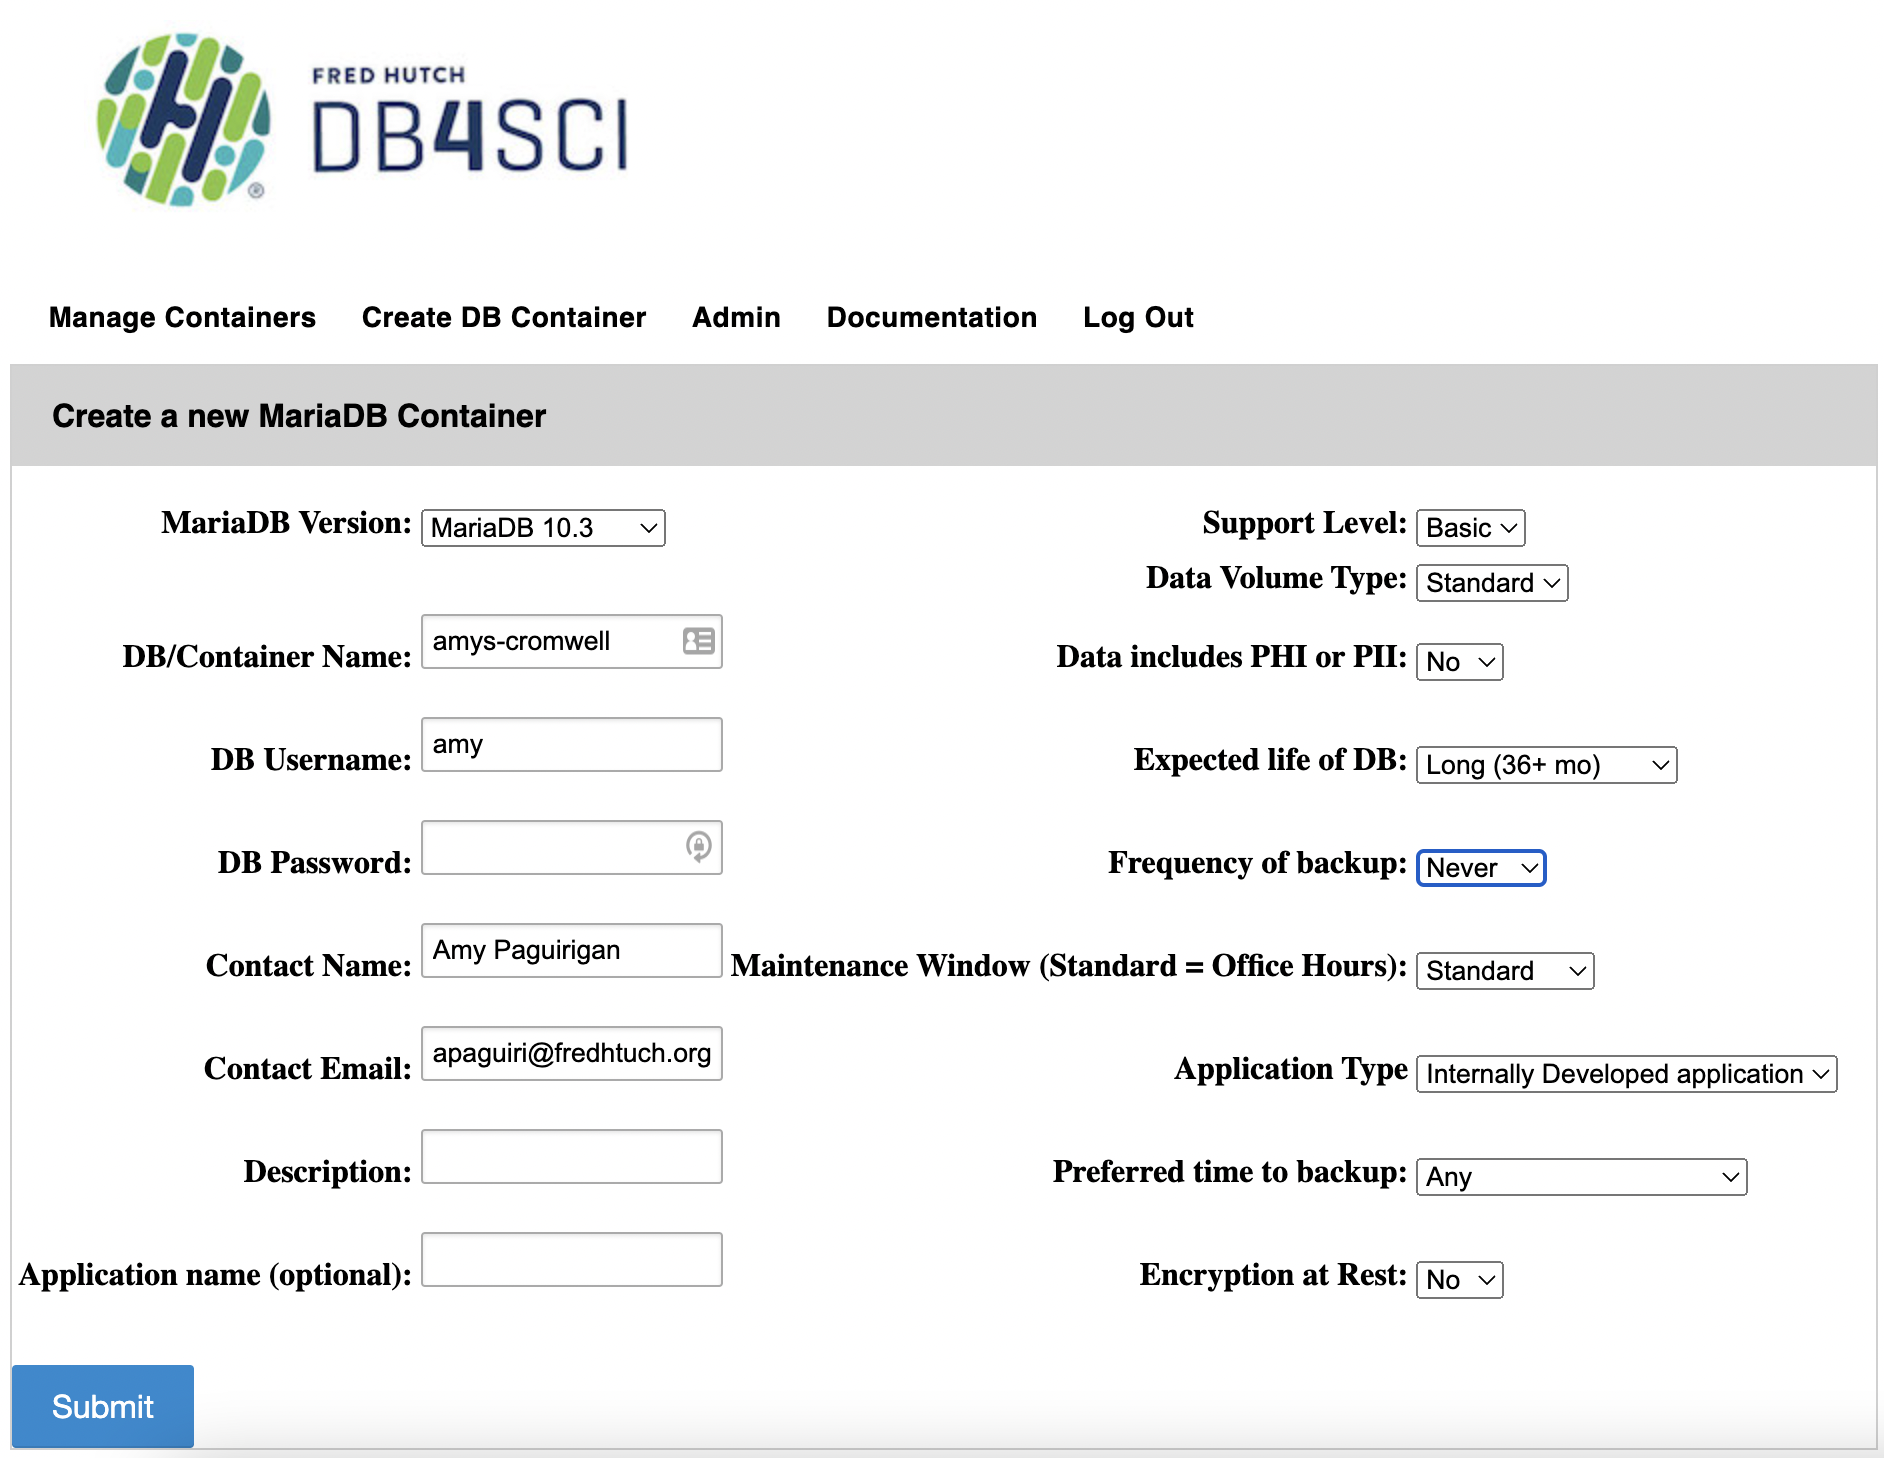 FRED HUTCH
DB4SCI
®
Manage Containers Create DB Container Admin Documentation Log Out
Create a new MariaDB Container
MariaDB Version: MariaDB 10.3
Support Level: Basic
Data Volume Type: Standard
DB/Container Name: amys-cromwell
Data includes PHI or PII: No
DB Username: amy
Expected life of DB: Long (36+ mo)
DB Password:
Frequency of backup: Never
Contact Name: Amy Paguirigan
Maintenance Window (Standard = Office Hours): Standard
Contact Email: apaguiri@fredhtuch.org
Application Type Internally Developed application
Description:
Preferred time to backup: Any
Application name (optional):
Encryption at Rest: No
Submit